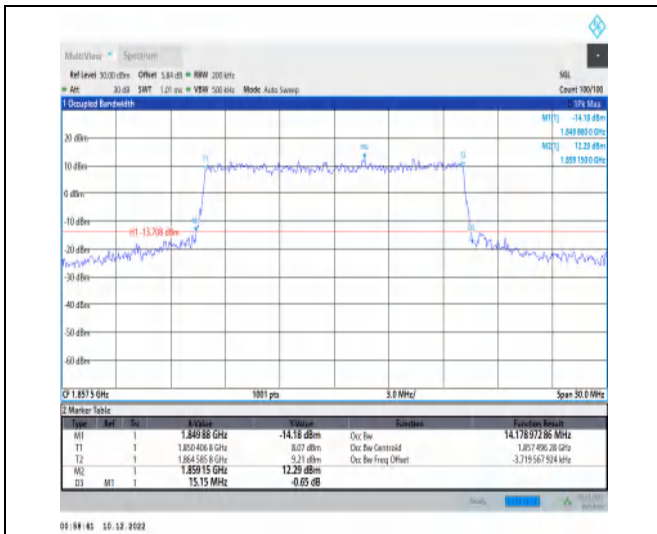 MultiView Spectrum
Ref Level 30.00 dBm Offset 3.84 dB RBW 200 kHz SGL
Att 30 dB SWT 1.01 ms VBW 500 kHz Mode Auto Sweep Count 100/100
1 Occupied Bandwidth 1Pk Max
M1[1] -14.18 dBm
1.849 880 0 GHz
20 dBm
M2[1] 12.29 dBm
1.859 150 0 GHz
M2
T1
T2
10 dBm
0 dBm
-10 dBm
H1 -13.708 dBm
-20 dBm
-30 dBm
-40 dBm
-50 dBm
-60 dBm
CF 1.857 5 GHz 1001 pts 3.0 MHz/ Span 30.0 MHz
2 Marker Table
Type Ref Trc X-Value Y-Value Function Function Result
M1 1 1.849 88 GHz -14.18 dBm Occ Bw 14.178 972 86 MHz
T1 1 1.850 406 8 GHz 8.07 dBm Occ Bw Centroid 1.857 496 28 GHz
T2 1 1.864 585 8 GHz 9.21 dBm Occ Bw Freq Offset -3.719 567 924 kHz
M2 1 1.859 15 GHz 12.29 dBm
D3 M1 1 15.15 MHz -0.65 dB
Ready
00:58:41 10.12.2022